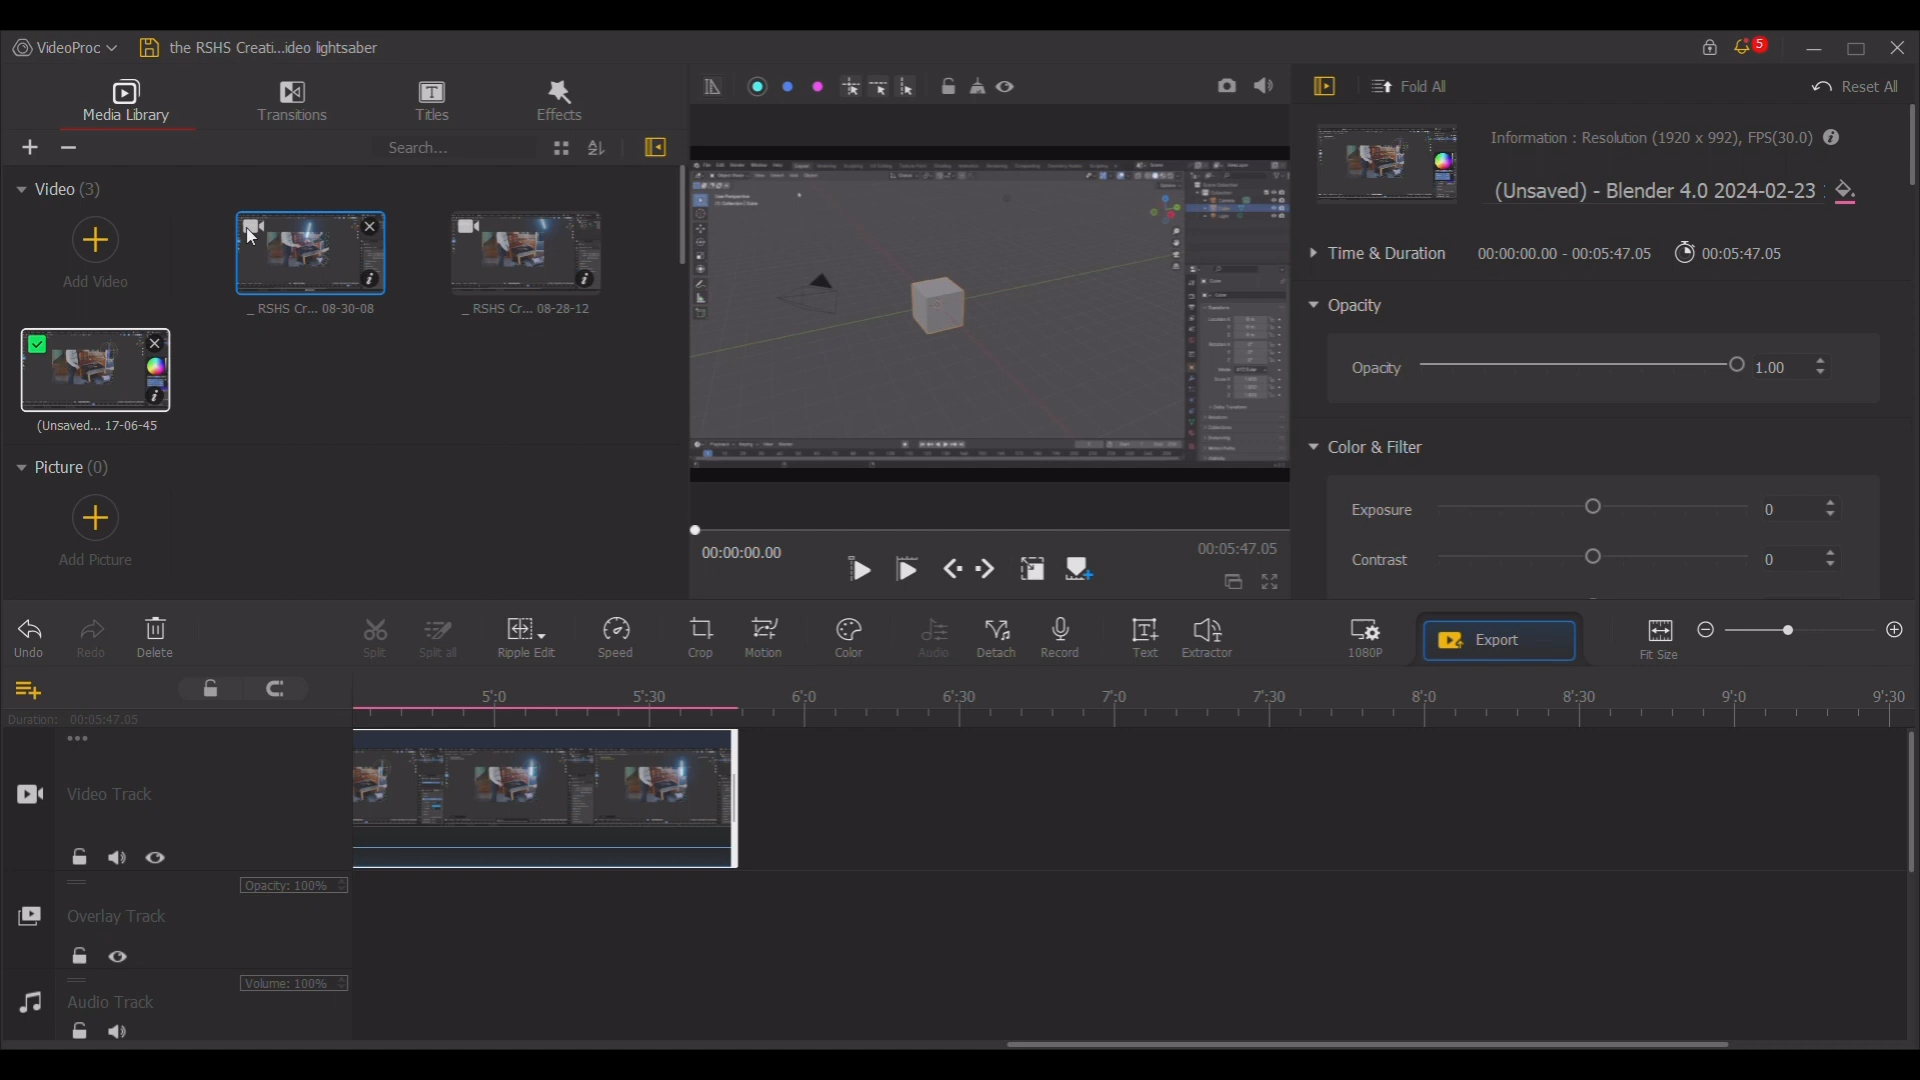 VideoProc
the RSHS Creati...ideo lightsaber
5
Media Library
Transitions
Titles
Effects
Fold All
Reset All
Search...
Information : Resolution (1920 x 992), FPS(30.0)
(Unsaved) - Blender 4.0 2024-02-23
Video (3)
Add Video
_ RSHS Cr... 08-30-08
_ RSHS Cr... 08-28-12
(Unsaved... 17-06-45
Picture (0)
Add Picture
Time & Duration
00:00:00.00 - 00:05:47.05
00:05:47.05
Opacity
Opacity
1.00
Color & Filter
Exposure
0
Contrast
0
00:00:00.00
00:05:47.05
Undo
Redo
Delete
Split
Split all
Ripple Edit
Speed
Crop
Motion
Color
Audio
Detach
Record
Text
Extractor
1080P
Export
Fit Size
5':0
5':30
6':0
6':30
7':0
7':30
8':0
8':30
9':0
9':30
Duration: 00:05:47.05
Video Track
Opacity: 100%
Overlay Track
Volume: 100%
Audio Track